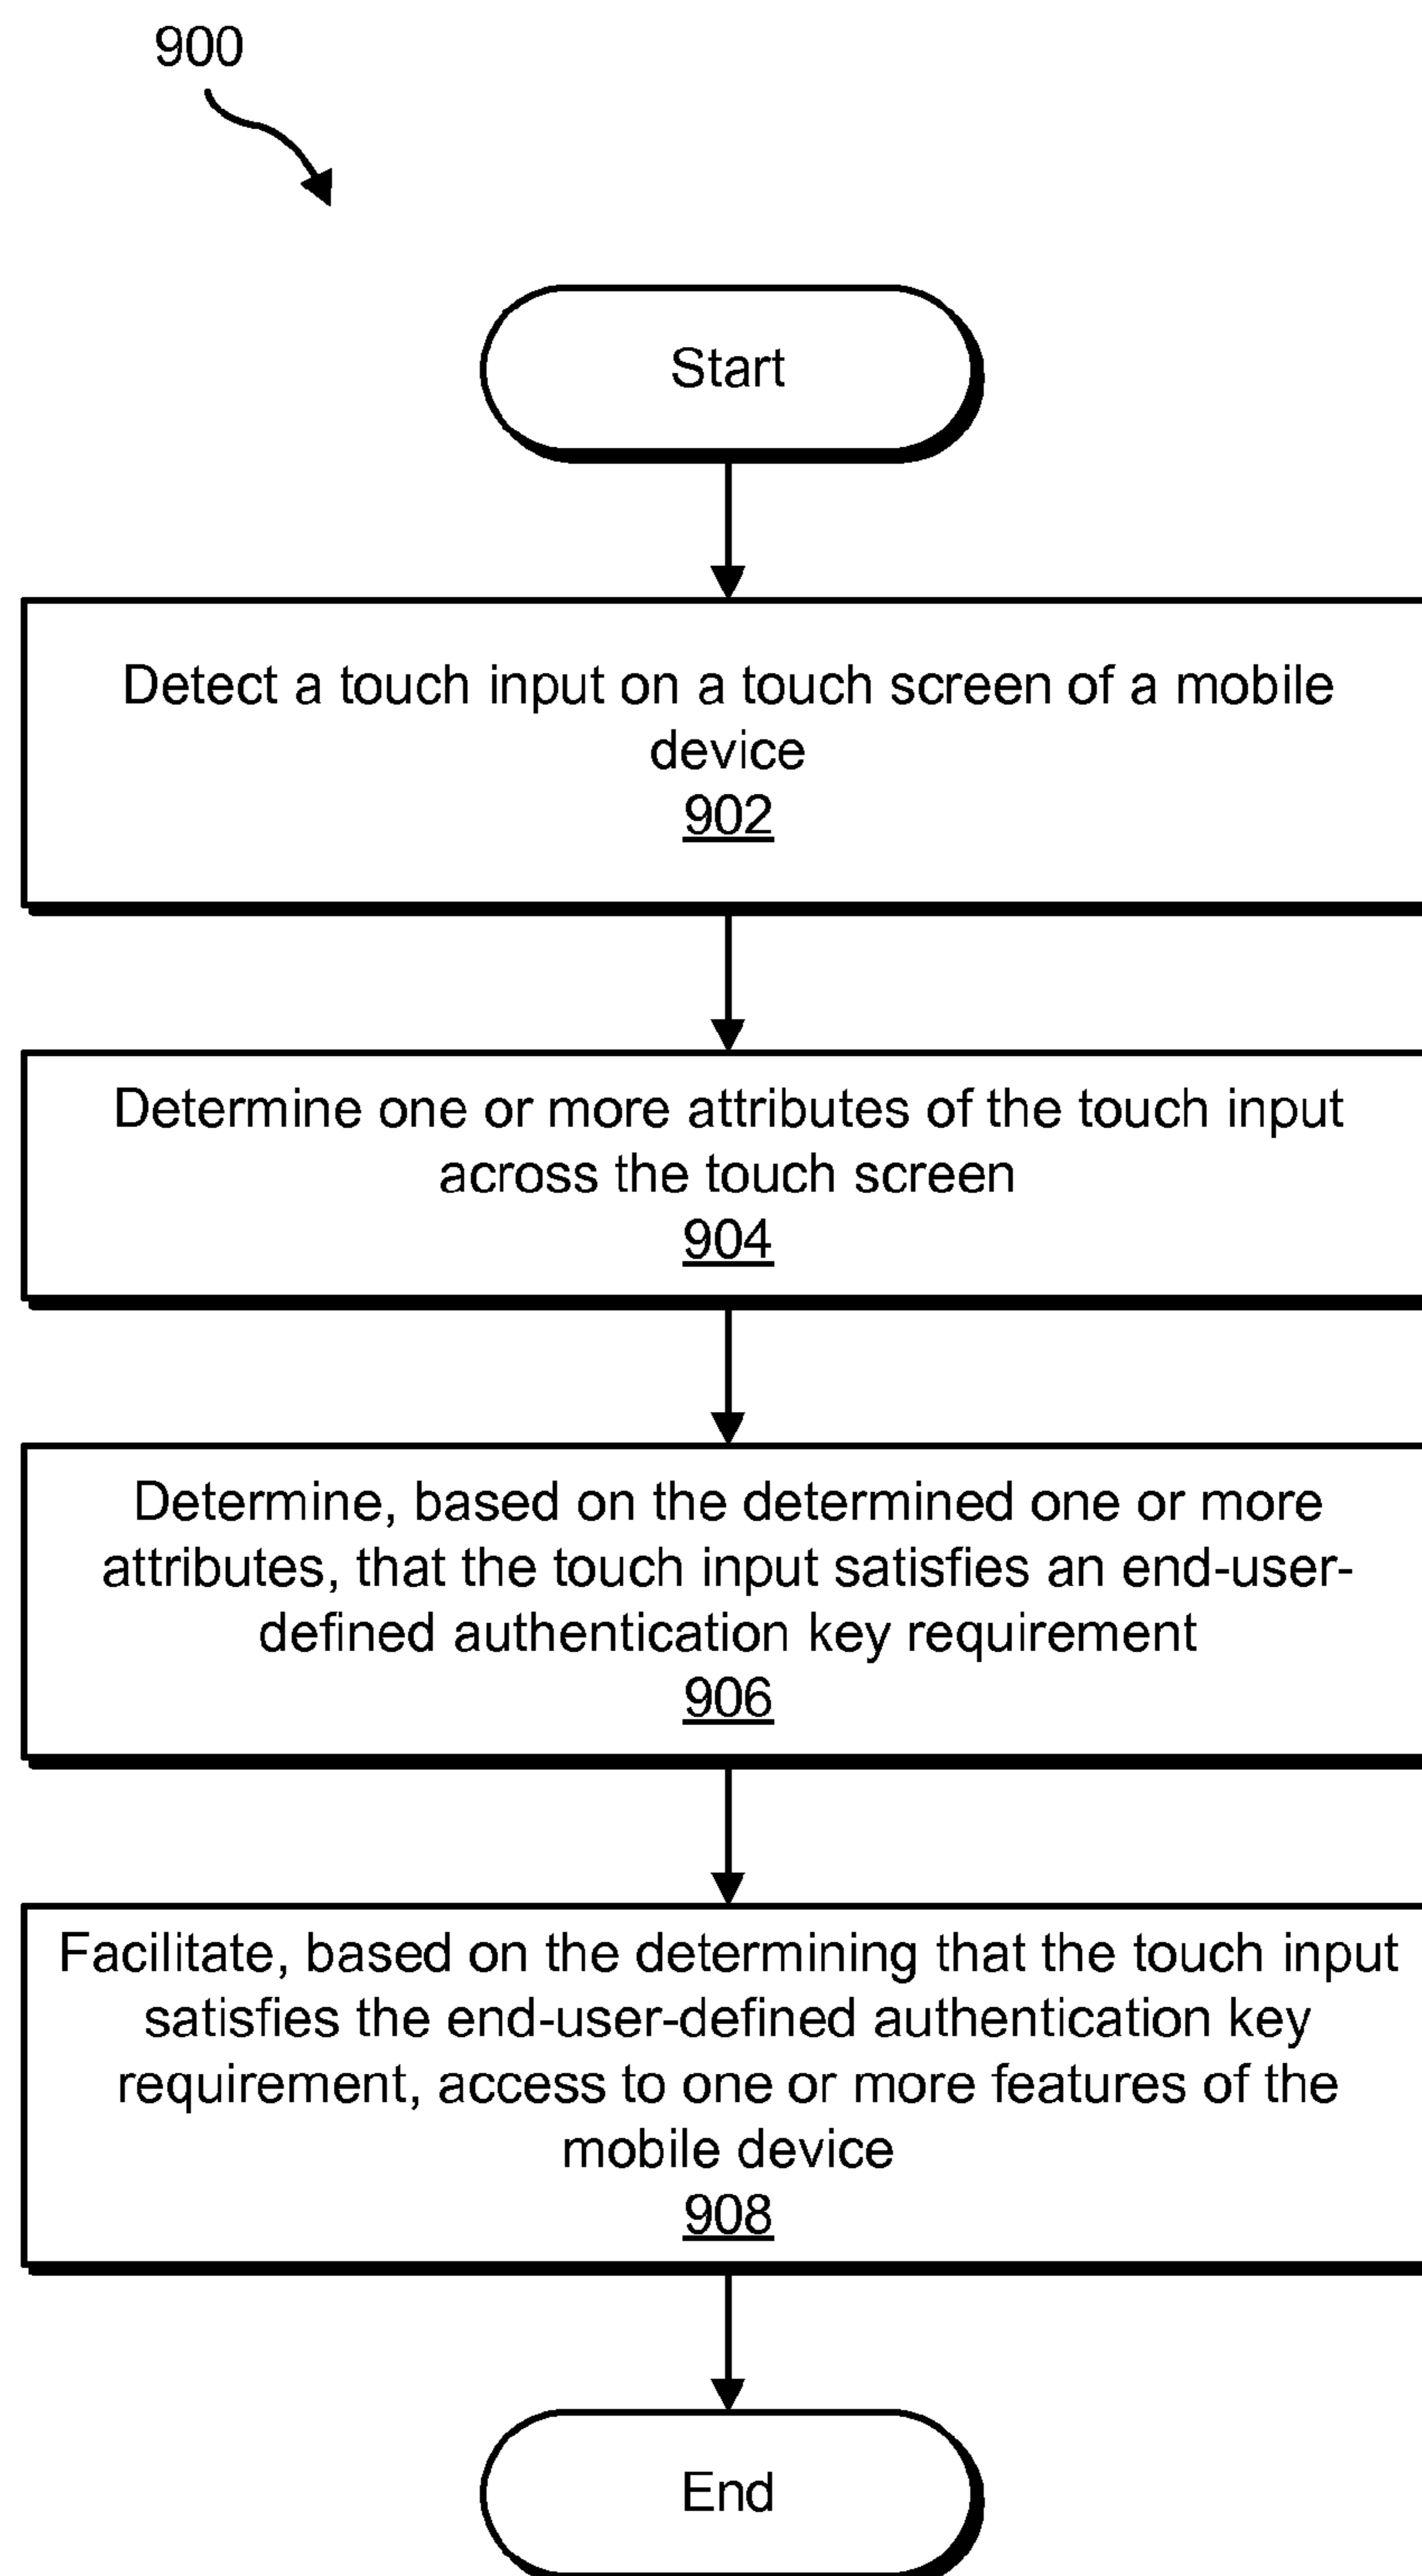 900
Start
Detect a touch input on a touch screen of a mobile
device
902
Determine one or more attributes of the touch input
across the touch screen
904
Determine, based on the determined one or more
attributes, that the touch input satisfies an end-user-
defined authentication key requirement
906
Facilitate, based on the determining that the touch input
satisfies the end-user-defined authentication key
requirement, access to one or more features of the
mobile device
908
End